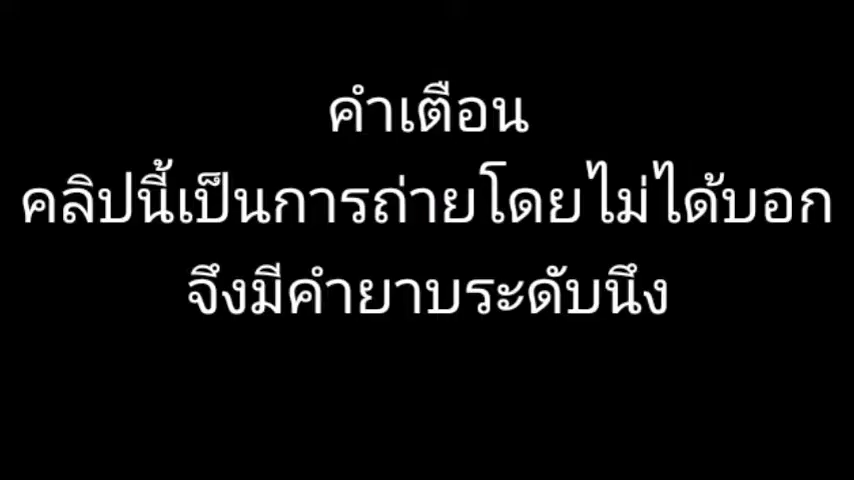 คำเตือน
คลิปนี้เป็นการถ่ายโดยไม่ได้บอก
จึงมีคำยาบระดับนึง